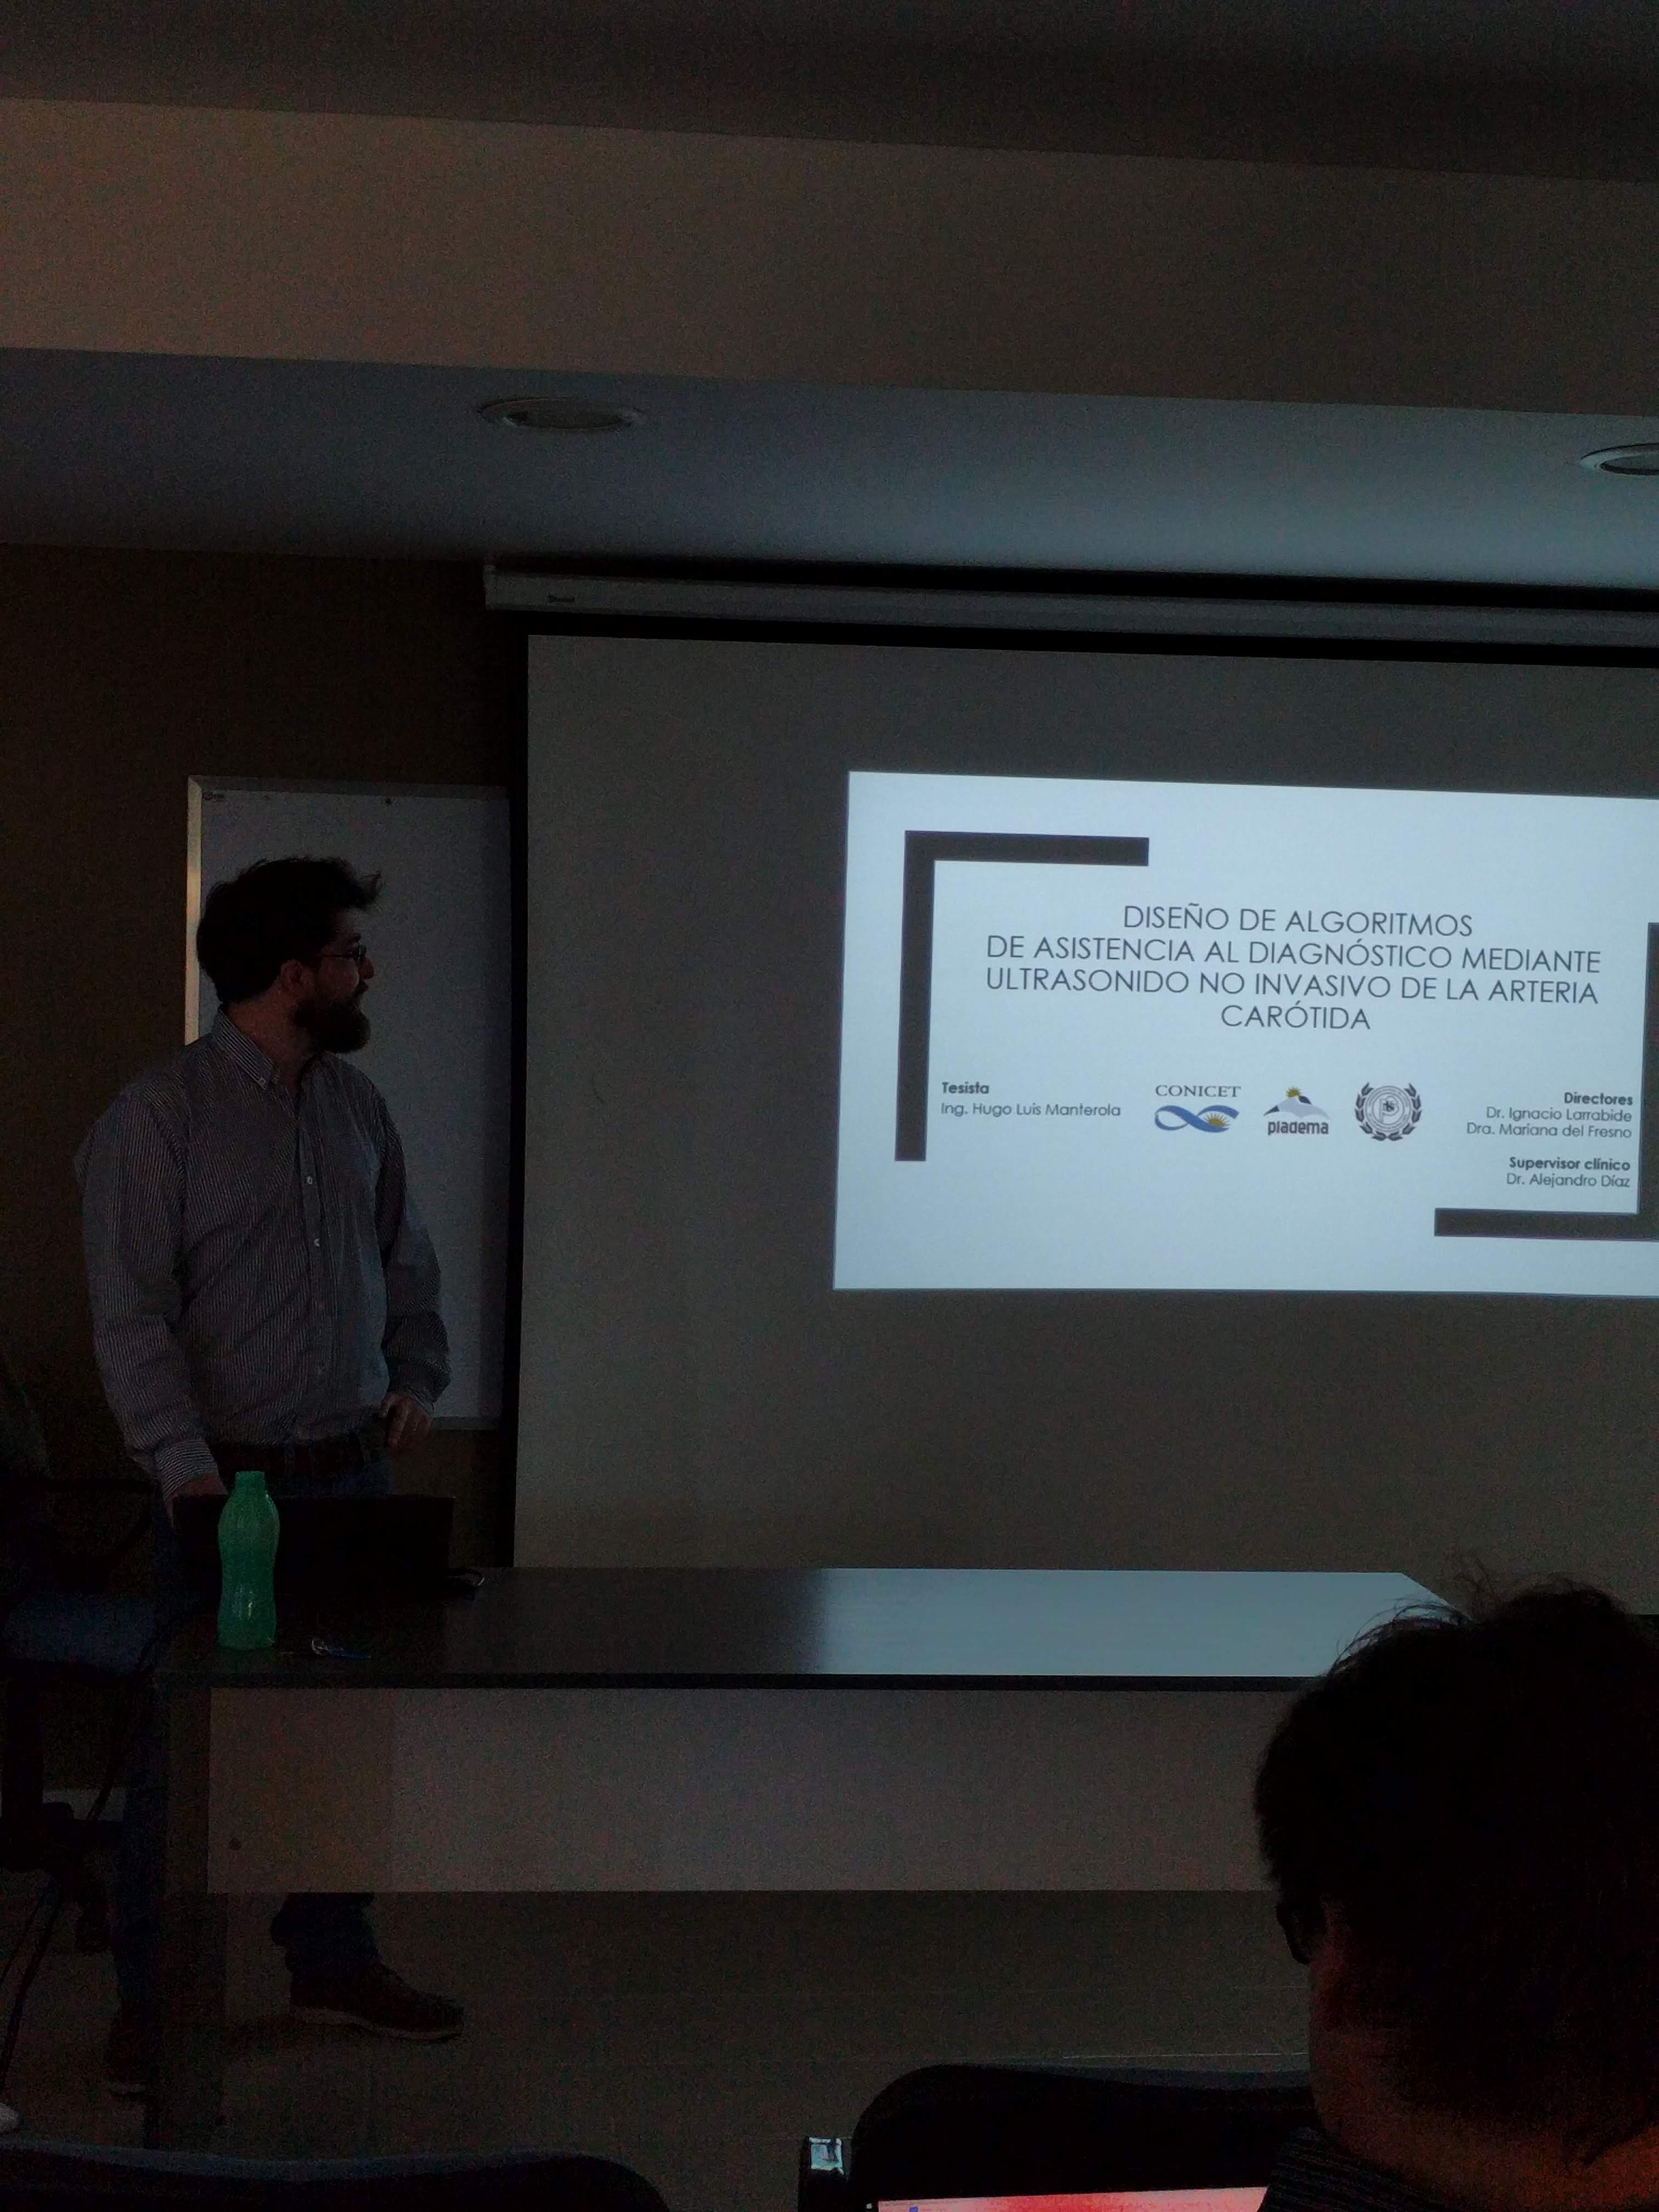 DISEÑO DE ALGORITMOS
DE ASISTENCIA AL DIAGNÓSTICO MEDIANTE
ULTRASONIDO NO INVASIVO DE LA ARTERIA
CARÓTIDA
Tesista
Ing. Hugo Luis Manterola
CONICET
pladema
Directores
Dr. Ignacio Larrabide
Dra. Mariana del Fresno
Supervisor clínico
Dr. Alejandro Díaz